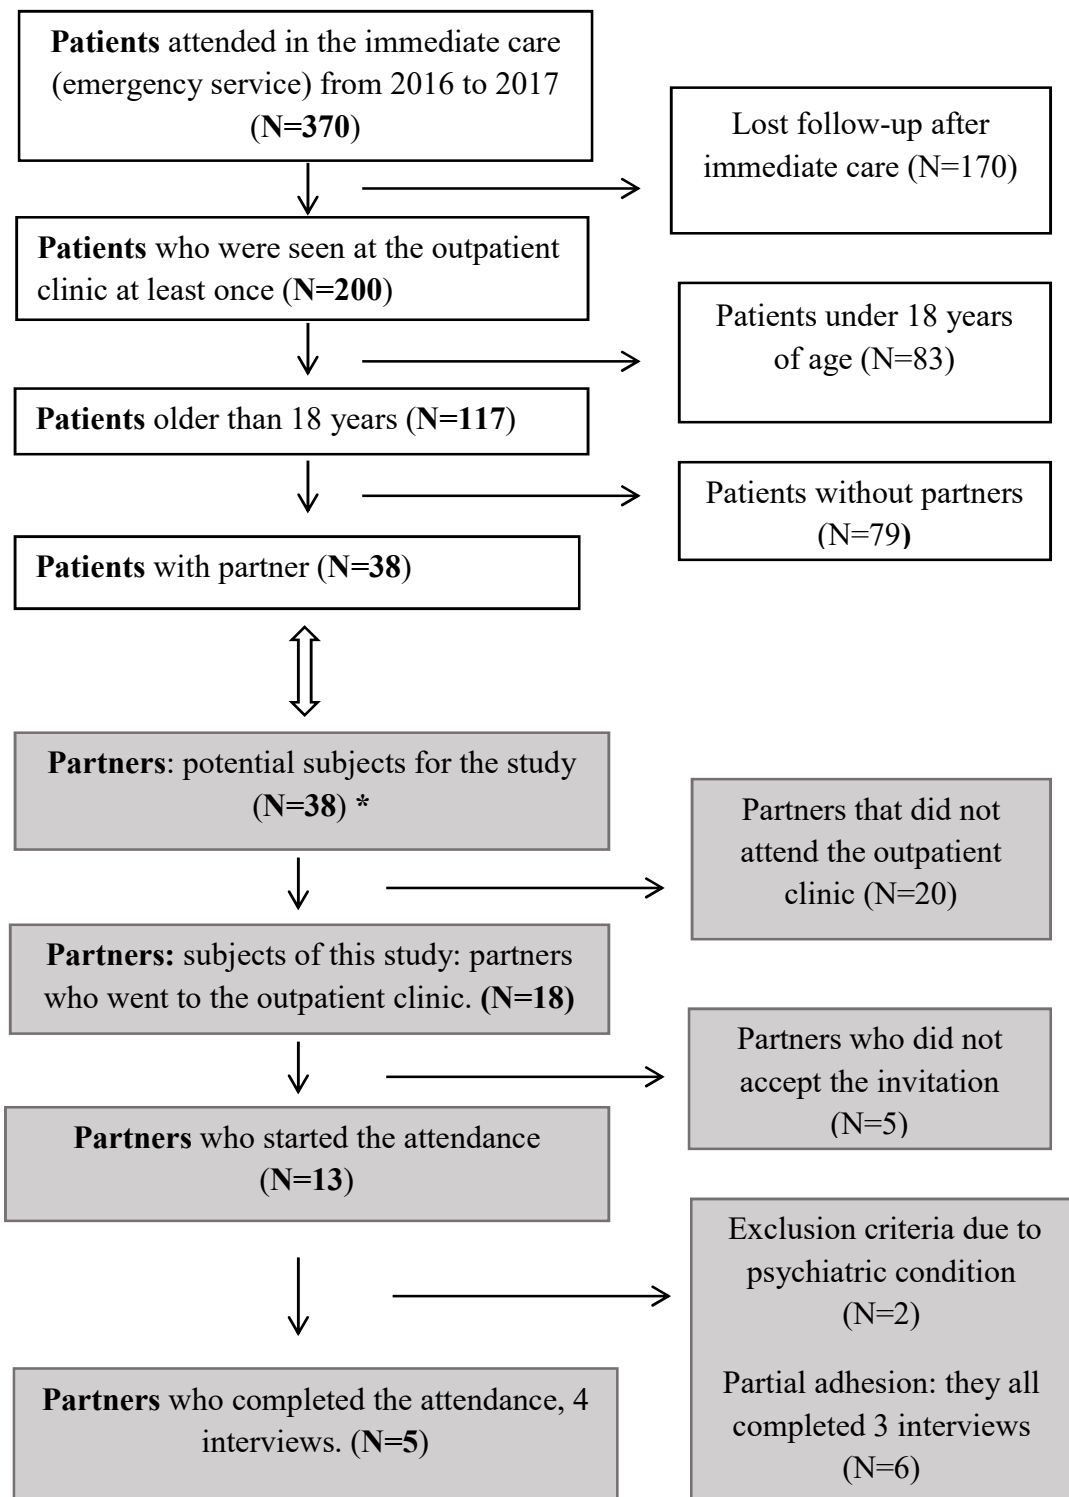 Patients attended in the immediate care
(emergency service) from 2016 to 2017
(N=370)
Lost follow-up after
immediate care (N=170)
Patients who were seen at the outpatient
clinic at least once (N=200)
Patients under 18 years
of age (N=83)
Patients older than 18 years (N=117)
Patients without partners
(N=79)
Patients with partner (N=38)
Partners: potential subjects for the study
(N=38) *
Partners that did not
attend the outpatient
clinic (N=20)
Partners: subjects of this study: partners
who went to the outpatient clinic. (N=18)
Partners who did not
accept the invitation
(N=5)
Partners who started the attendance
(N=13)
Exclusion criteria due to
psychiatric condition
(N=2)
Partial adhesion: they all
completed 3 interviews
(N=6)
Partners who completed the attendance, 4
interviews. (N=5)